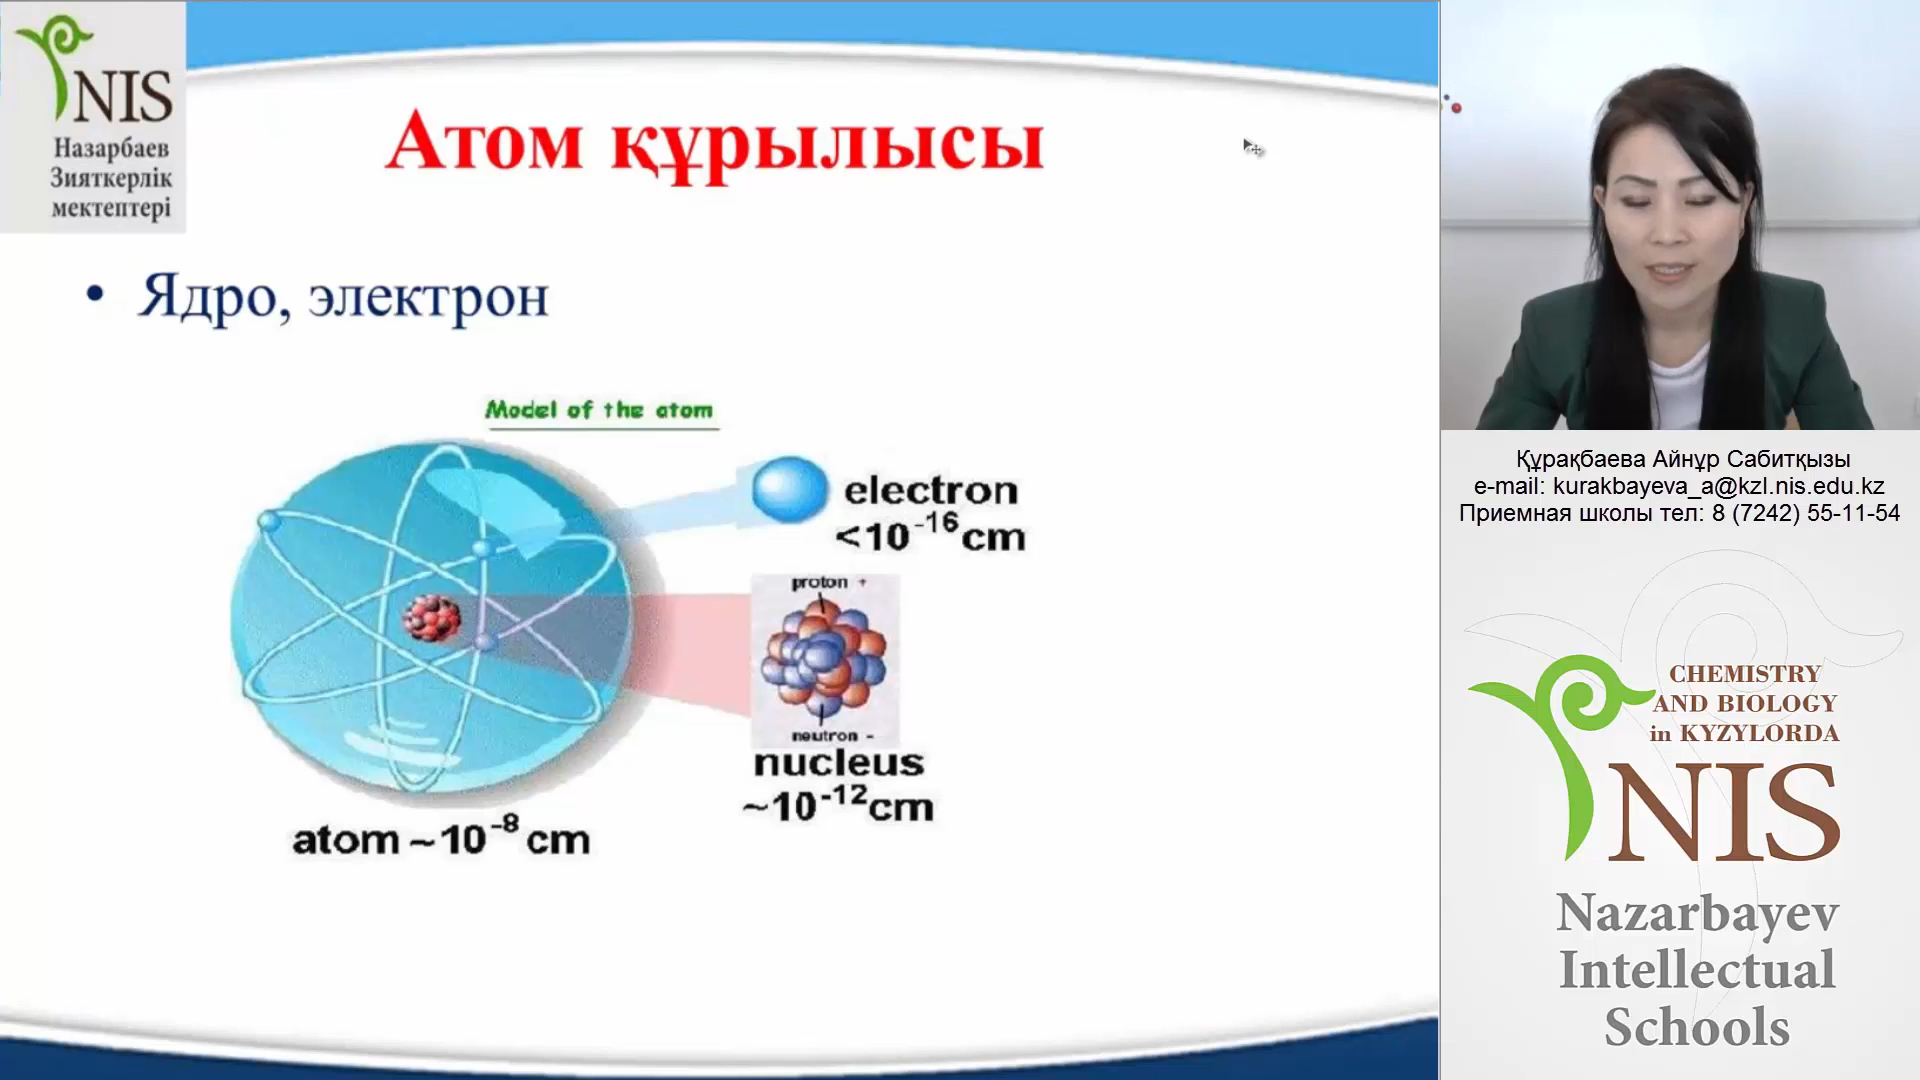 NIS
Назарбаев
Зияткерлік
мектептері
Атом құрылысы
• Ядро, электрон
Model of the atom
electron
<10⁻¹⁶cm
proton +
neutron -
nucleus
~10⁻¹²cm
atom ~10⁻⁸ cm
Құрақбаева Айнұр Сабитқызы
e-mail: kurakbayeva_a@kzl.nis.edu.kz
Приемная школы тел: 8 (7242) 55-11-54
CHEMISTRY
AND BIOLOGY
in KYZYLORDA
NIS
Nazarbayev
Intellectual
Schools